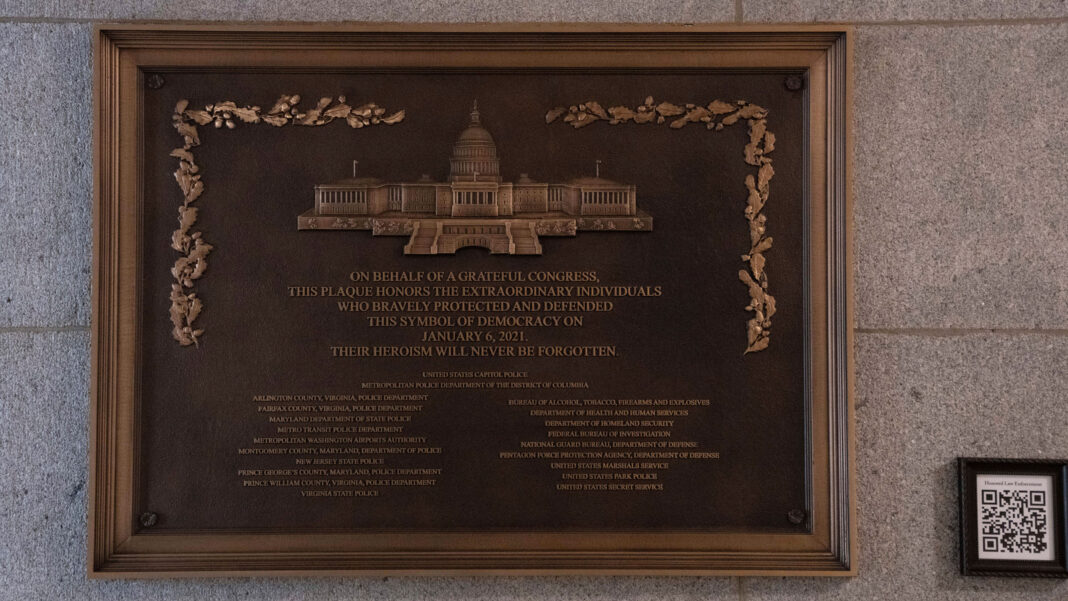 ON BEHALF OF A GRATEFUL CONGRESS,
THIS PLAQUE HONORS THE EXTRAORDINARY INDIVIDUALS
WHO BRAVELY PROTECTED AND DEFENDED
THIS SYMBOL OF DEMOCRACY ON
JANUARY 6, 2021.
THEIR HEROISM WILL NEVER BE FORGOTTEN.
UNITED STATES CAPITOL POLICE
METROPOLITAN POLICE DEPARTMENT OF THE DISTRICT OF COLUMBIA
ARLINGTON COUNTY, VIRGINIA, POLICE DEPARTMENT
FAIRFAX COUNTY, VIRGINIA, POLICE DEPARTMENT
MARYLAND DEPARTMENT OF STATE POLICE
METRO TRANSIT POLICE DEPARTMENT
METROPOLITAN WASHINGTON AIRPORTS AUTHORITY
MONTGOMERY COUNTY, MARYLAND, DEPARTMENT OF POLICE
NEW JERSEY STATE POLICE
PRINCE GEORGE'S COUNTY, MARYLAND, POLICE DEPARTMENT
PRINCE WILLIAM COUNTY, VIRGINIA, POLICE DEPARTMENT
VIRGINIA STATE POLICE
BUREAU OF ALCOHOL, TOBACCO, FIREARMS AND EXPLOSIVES
DEPARTMENT OF HEALTH AND HUMAN SERVICES
DEPARTMENT OF HOMELAND SECURITY
FEDERAL BUREAU OF INVESTIGATION
NATIONAL GUARD BUREAU, DEPARTMENT OF DEFENSE
PENTAGON FORCE PROTECTION AGENCY, DEPARTMENT OF DEFENSE
UNITED STATES MARSHALS SERVICE
UNITED STATES PARK POLICE
UNITED STATES SECRET SERVICE
Honored Law Enforcement